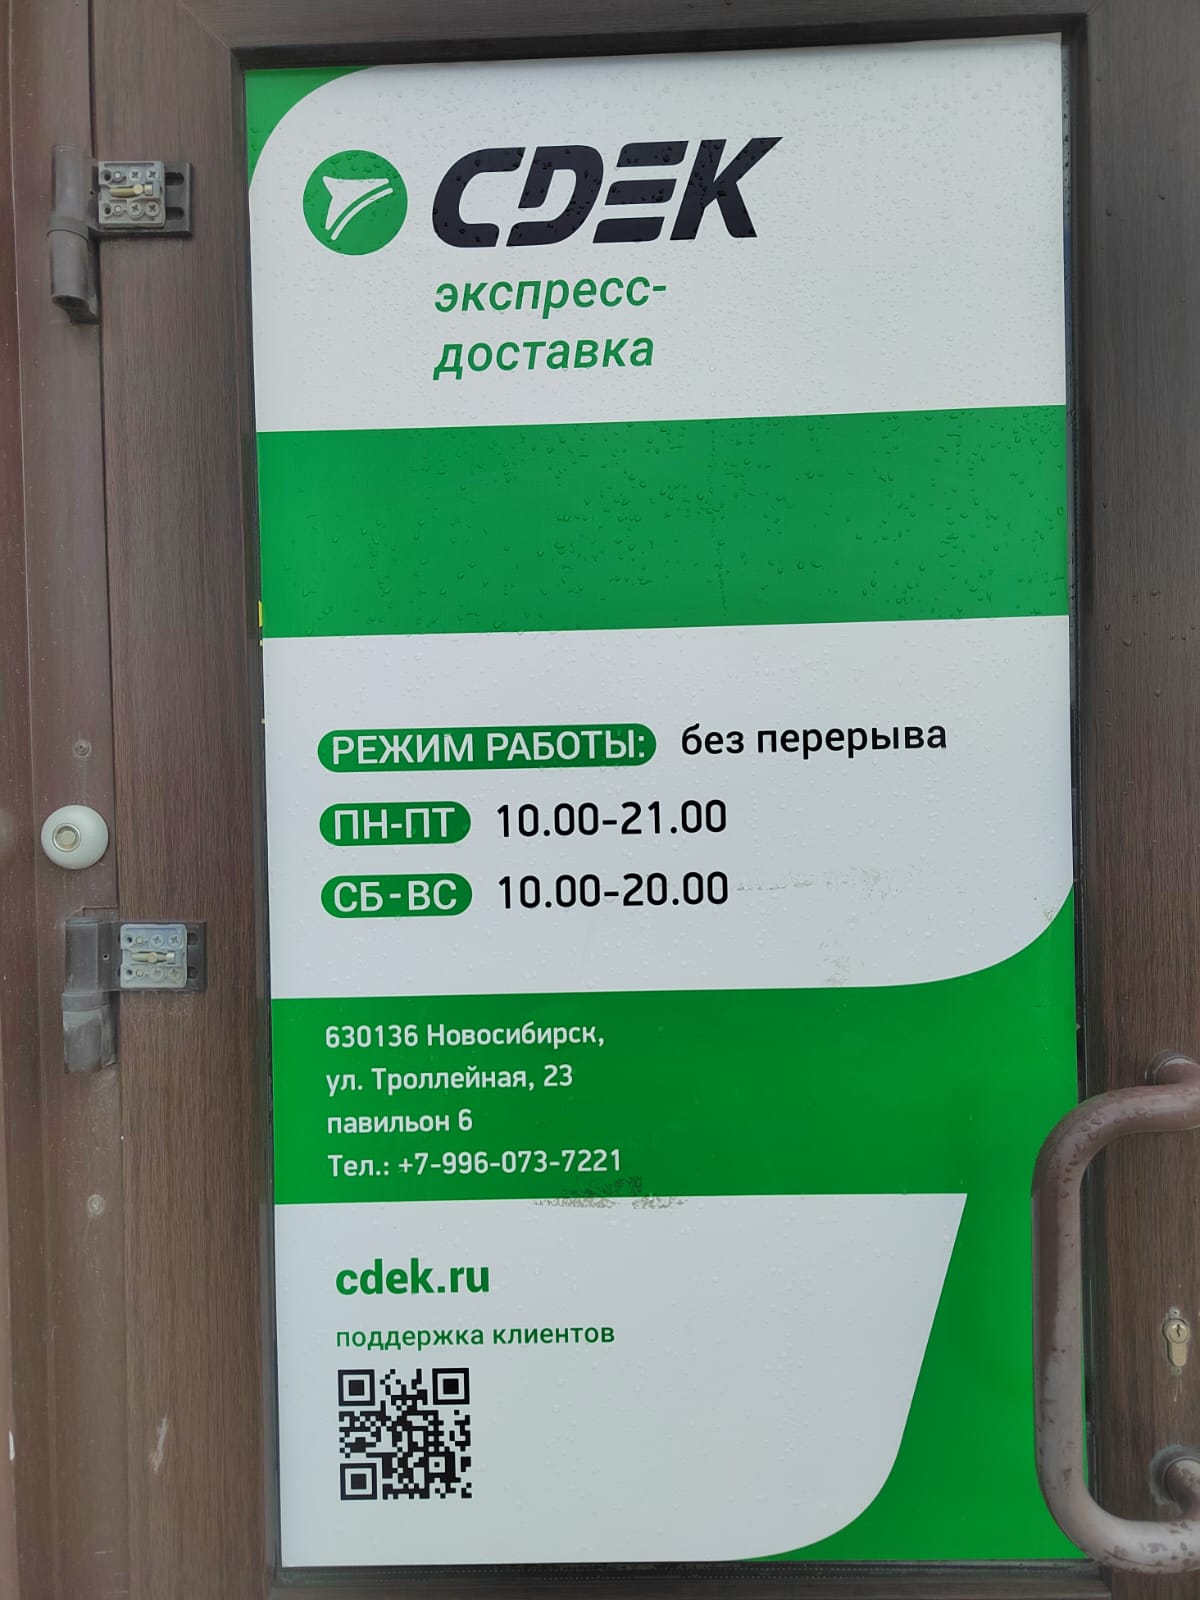 CDEK
экспресс-
доставка
РЕЖИМ РАБОТЫ: без перерыва
ПН-ПТ 10.00-21.00
СБ-ВС 10.00-20.00
630136 Новосибирск,
ул. Троллейная, 23
павильон 6
Тел.: +7-996-073-7221
cdek.ru
поддержка клиентов